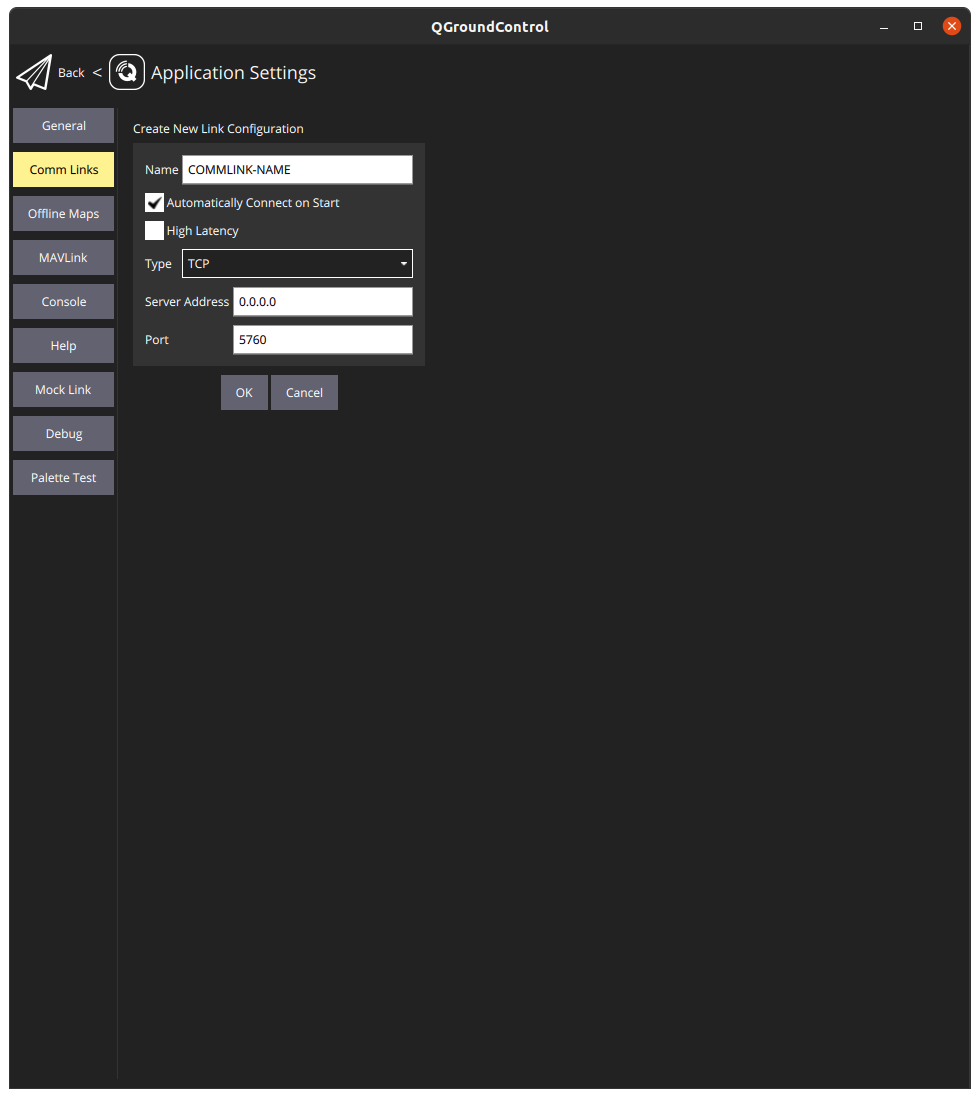 QGroundControl
Back < Application Settings
General
Comm Links
Offline Maps
MAVLink
Console
Help
Mock Link
Debug
Palette Test
Create New Link Configuration
Name COMMLINK-NAME
Automatically Connect on Start
High Latency
Type TCP
Server Address 0.0.0.0
Port 5760
OK Cancel